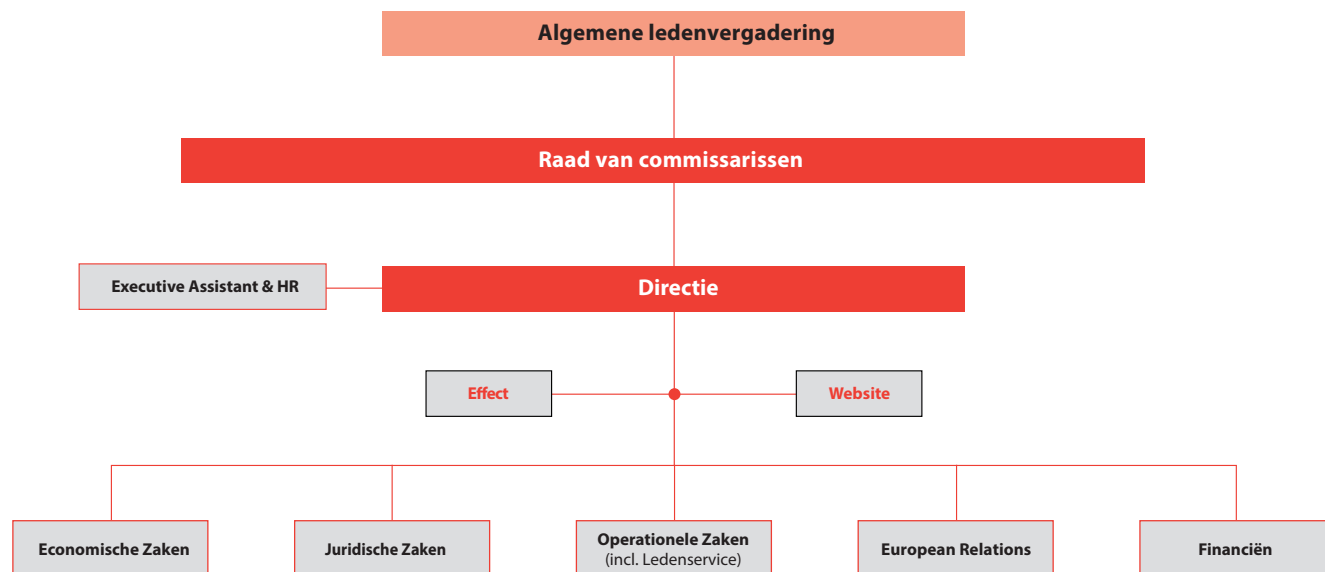 Algemene ledenvergadering
Raad van commissarissen
Executive Assistant & HR
Directie
Effect
Website
Economische Zaken
Juridische Zaken
Operationele Zaken
(incl. Ledenservice)
European Relations
Financiën